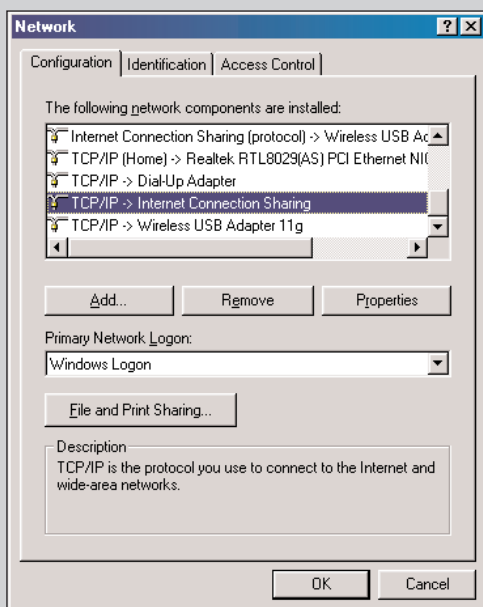 Network
Configuration
Identification
Access Control
The following network components are installed:
Internet Connection Sharing (protocol) -> Wireless USB Ac
TCP/IP (Home) -> Realtek RTL8029(AS) PCI Ethernet NI(
TCP/IP -> Dial-Up Adapter
TCP/IP -> Internet Connection Sharing
TCP/IP -> Wireless USB Adapter 11g
Add...
Remove
Properties
Primary Network Logon:
Windows Logon
File and Print Sharing...
Description
TCP/IP is the protocol you use to connect to the Internet and
wide-area networks.
OK
Cancel